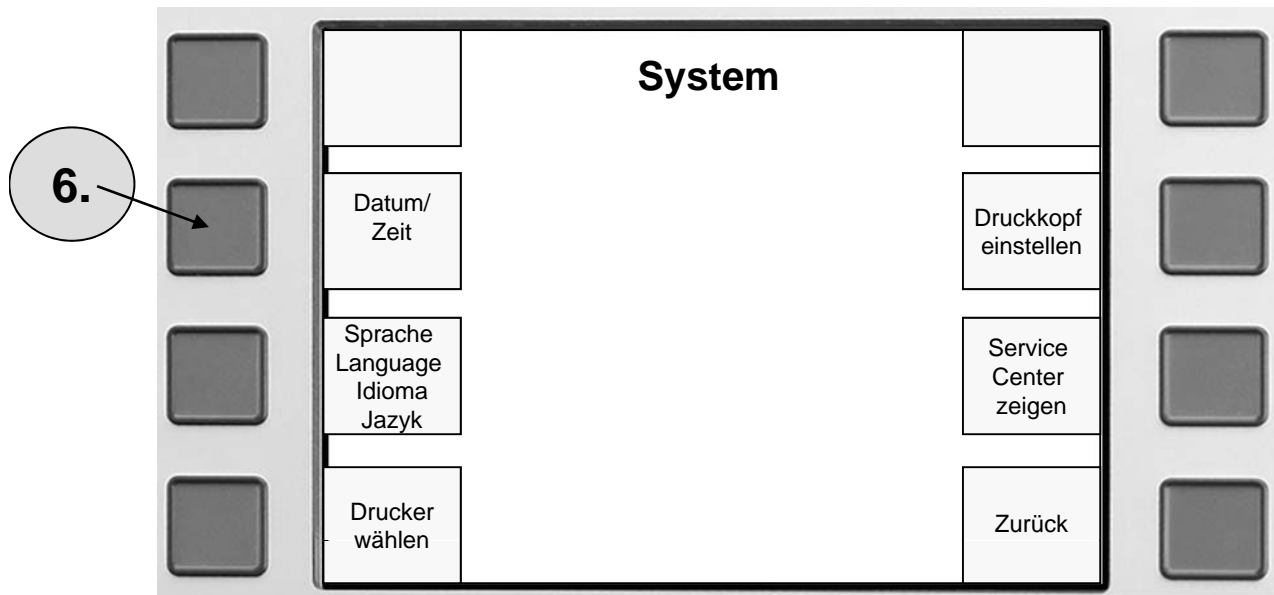 System
6.
Datum/
Zeit
Druckkopf
einstellen
Sprache
Language
Idioma
Jazyk
Service
Center
zeigen
Drucker
wählen
Zurück